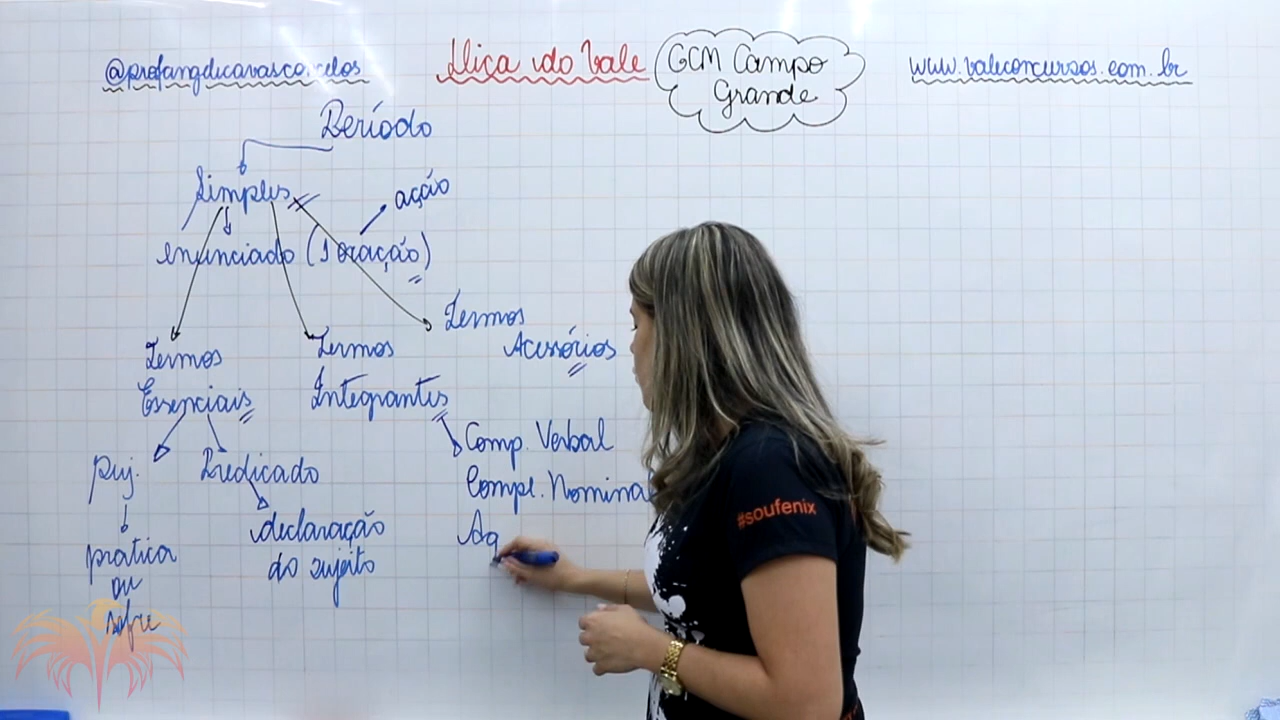 @profangelicavasconcelos
Dica do Vale
GCM Campo
Grande
www.valeconcursos.com.br
Período
Simples
ação
enunciado (1 oração)
Termos
Acessórios
Termos
Essenciais
Termos
Integrantes
Suj.
Predicado
pratica
ou
sofre
declaração
do sujeito
Comp. Verbal
Compl. Nominal
Ag
#soufenix